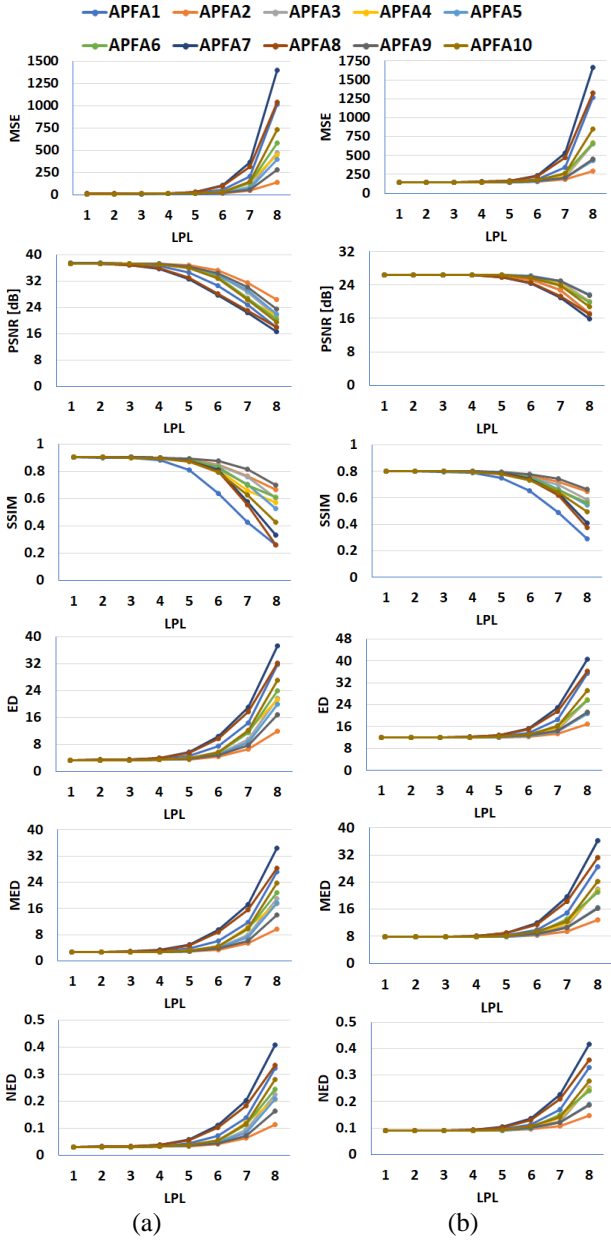 APFA1 APFA2 APFA3 APFA4 APFA5
APFA6 APFA7 APFA8 APFA9 APFA10
MSE
1500
1250
1000
750
500
250
0
1 2 3 4 5 6 7 8
LPL
MSE
1750
1500
1250
1000
750
500
250
0
1 2 3 4 5 6 7 8
LPL
PSNR [dB]
40
32
24
16
8
0
1 2 3 4 5 6 7 8
LPL
PSNR [dB]
32
24
16
8
0
1 2 3 4 5 6 7 8
LPL
SSIM
1
0.8
0.6
0.4
0.2
0
1 2 3 4 5 6 7 8
LPL
SSIM
1
0.8
0.6
0.4
0.2
0
1 2 3 4 5 6 7 8
LPL
ED
40
32
24
16
8
0
1 2 3 4 5 6 7 8
LPL
ED
48
40
32
24
16
8
0
1 2 3 4 5 6 7 8
LPL
MED
40
32
24
16
8
0
1 2 3 4 5 6 7 8
LPL
MED
40
32
24
16
8
0
1 2 3 4 5 6 7 8
LPL
NED
0.5
0.4
0.3
0.2
0.1
0
1 2 3 4 5 6 7 8
LPL
NED
0.5
0.4
0.3
0.2
0.1
0
1 2 3 4 5 6 7 8
LPL
(a) (b)